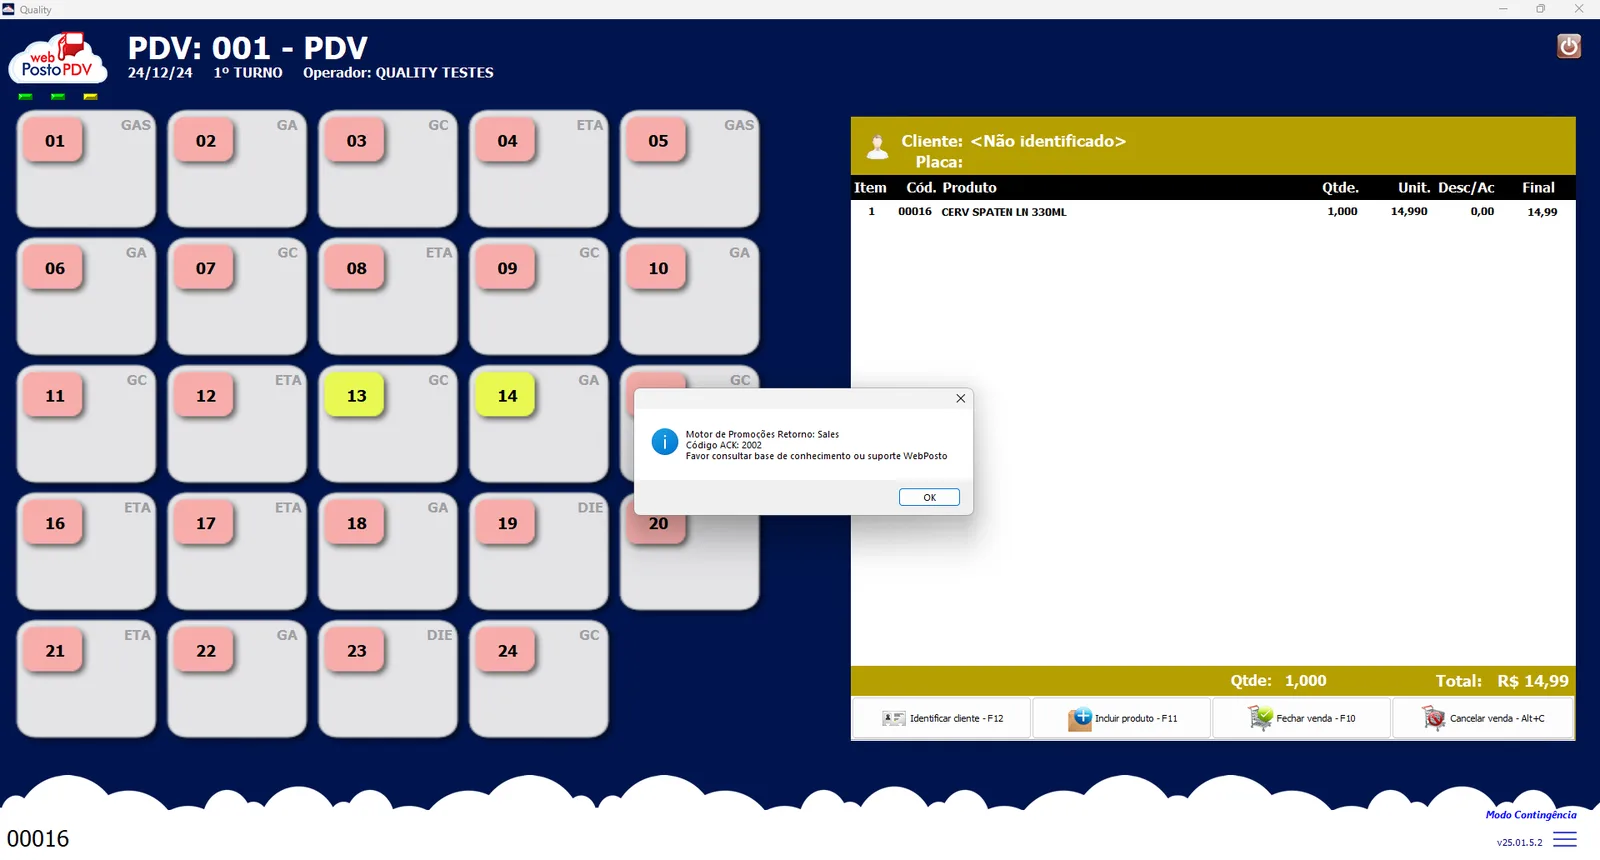 Quality
web
PostoPDV
PDV: 001 - PDV
24/12/24 1º TURNO Operador: QUALITY TESTES
01 GAS
02 GA
03 GC
04 ETA
05 GAS
06 GA
07 GC
08 ETA
09 GC
10 GA
11 GC
12 ETA
13 GC
14 GA
GC
16 ETA
17 ETA
18 GA
19 DIE
20
21 ETA
22 GA
23 DIE
24 GC
Motor de Promoções Retorno: Sales
Código ACK: 2002
Favor consultar base de conhecimento ou suporte WebPosto
OK
Cliente: <Não identificado>
Placa:
Item Cód. Produto Qtde. Unit. Desc/Ac Final
1 00016 CERV SPATEN LN 330ML 1,000 14,990 0,00 14,99
Qtde: 1,000 Total: R$ 14,99
Identificar cliente - F12
Incluir produto - F11
Fechar venda - F10
Cancelar venda - Alt+C
Modo Contingência
v25.01.5.2
00016